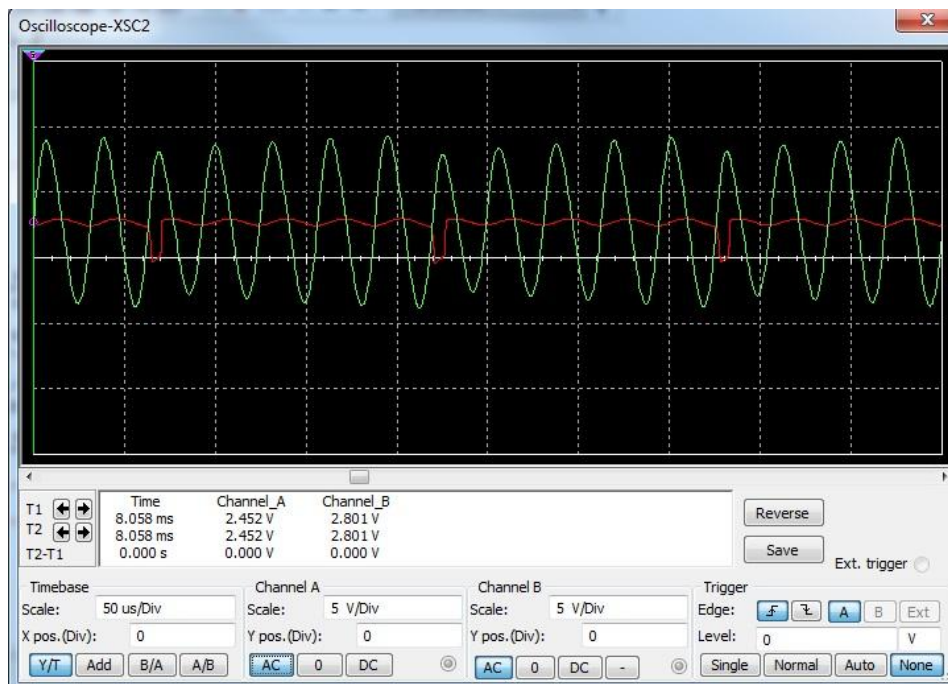 Oscilloscope-XSC2
Time Channel_A Channel_B
T1 8.058 ms 2.452 V 2.801 V
T2 8.058 ms 2.452 V 2.801 V
T2-T1 0.000 s 0.000 V 0.000 V
Reverse
Save
Ext. trigger
Timebase
Scale: 50 us/Div
X pos.(Div): 0
Y/T Add B/A A/B
Channel A
Scale: 5 V/Div
Y pos.(Div): 0
AC 0 DC
Channel B
Scale: 5 V/Div
Y pos.(Div): 0
AC 0 DC -
Trigger
Edge: A B Ext
Level: 0 V
Single Normal Auto None